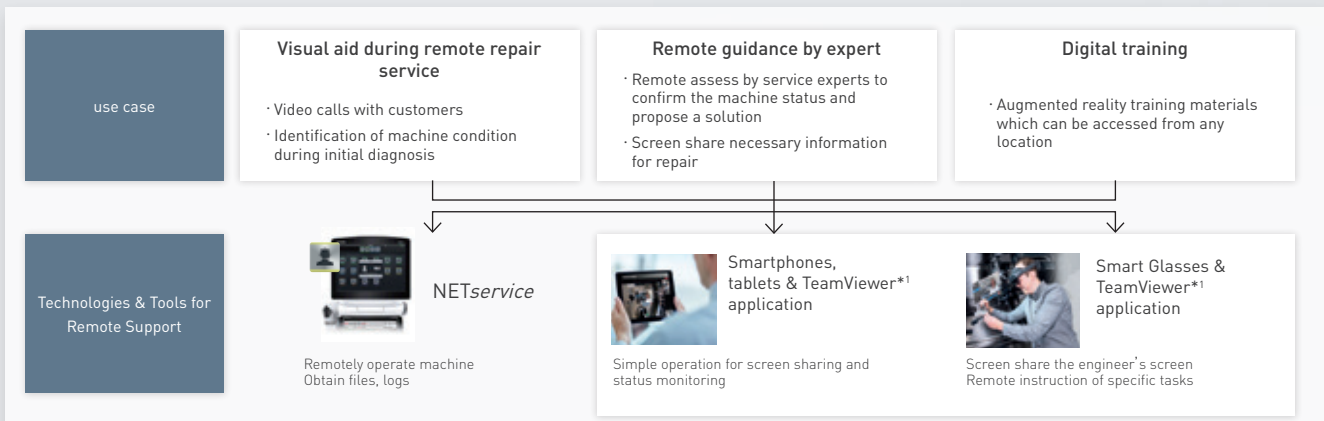 use case
Visual aid during remote repair
service
· Video calls with customers
· Identification of machine condition
during initial diagnosis
Remote guidance by expert
· Remote assess by service experts to
confirm the machine status and
propose a solution
· Screen share necessary information
for repair
Digital training
· Augmented reality training materials
which can be accessed from any
location
Technologies & Tools for
Remote Support
NETservice
Remotely operate machine
Obtain files, logs
Smartphones,
tablets & TeamViewer*1
application
Simple operation for screen sharing and
status monitoring
Smart Glasses &
TeamViewer*1
application
Screen share the engineer's screen
Remote instruction of specific tasks